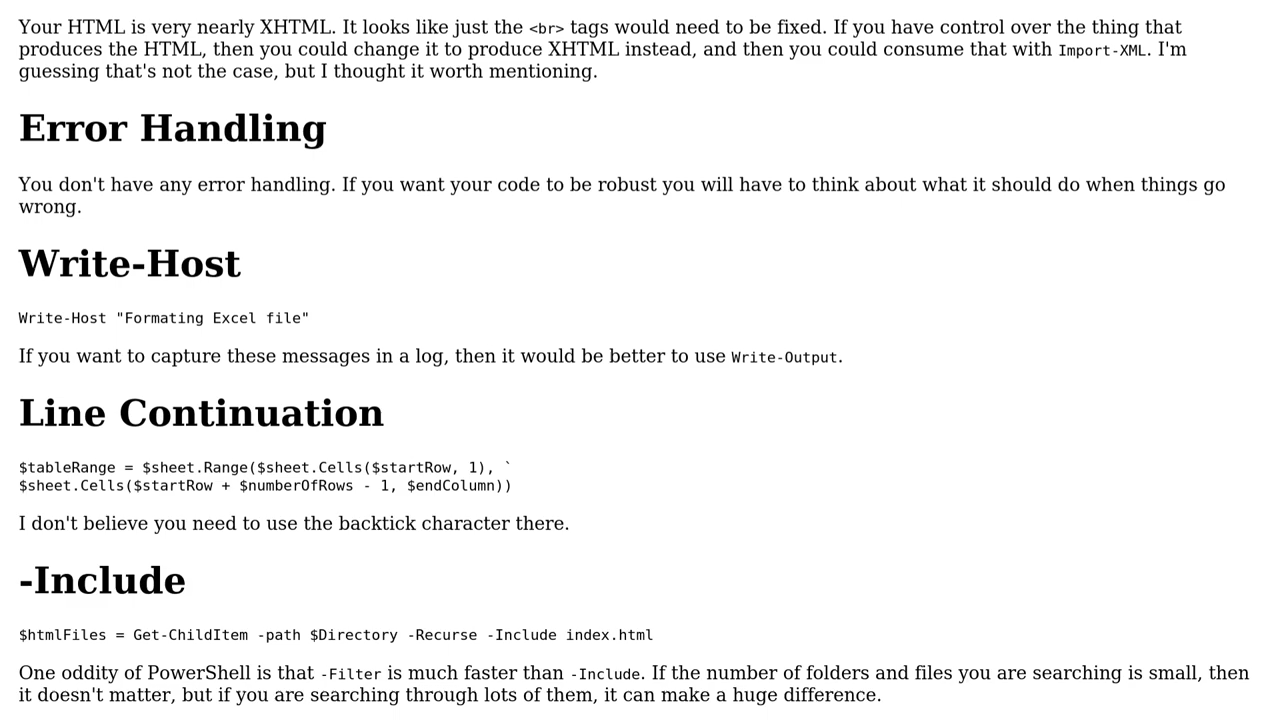 Your HTML is very nearly XHTML. It looks like just the <br> tags would need to be fixed. If you have control over the thing that
produces the HTML, then you could change it to produce XHTML instead, and then you could consume that with Import-XML. I'm
guessing that's not the case, but I thought it worth mentioning.
Error Handling
You don't have any error handling. If you want your code to be robust you will have to think about what it should do when things go
wrong.
Write-Host
Write-Host "Formating Excel file"
If you want to capture these messages in a log, then it would be better to use Write-Output.
Line Continuation
$tableRange = $sheet.Range($sheet.Cells($startRow, 1), `
$sheet.Cells($startRow + $numberOfRows - 1, $endColumn))
I don't believe you need to use the backtick character there.
-Include
$htmlFiles = Get-ChildItem -path $Directory -Recurse -Include index.html
One oddity of PowerShell is that -Filter is much faster than -Include. If the number of folders and files you are searching is small, then
it doesn't matter, but if you are searching through lots of them, it can make a huge difference.